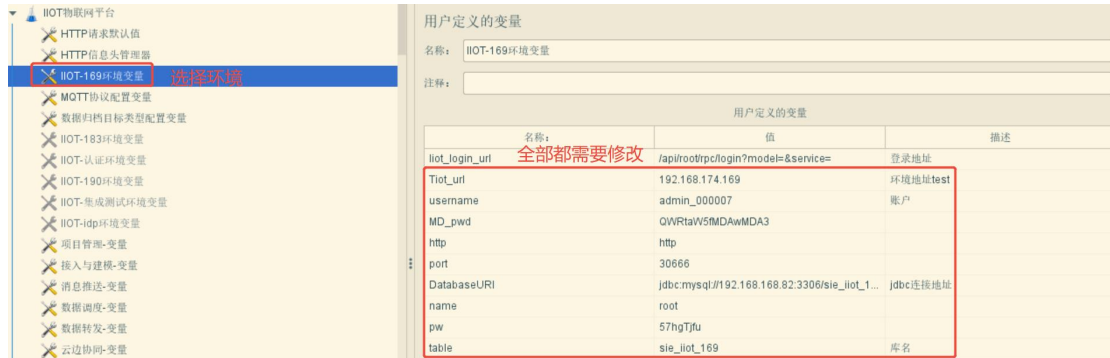 IIOT物联网平台
HTTP请求默认值
HTTP信息头管理器
IIOT-169环境变量
选择环境
MQTT协议配置变量
数据归档目标类型配置变量
IIOT-183环境变量
IIOT-认证环境变量
IIOT-190环境变量
IIOT-集成测试环境变量
IIOT-idp环境变量
项目管理-变量
接入与建模-变量
消息推送-变量
数据调度-变量
数据转发-变量
云边协同-变量
用户定义的变量
名称： IIOT-169环境变量
注释：
用户定义的变量
名称： 值 描述
全部都需要修改
Iiot_login_url /api/root/rpc/login?model=&service= 登录地址
Tiot_url 192.168.174.169 环境地址test
username admin_000007 账户
MD_pwd QWRtaW5fMDAwMDA3
http http
port 30666
DatabaseURl jdbc:mysql://192.168.168.82:3306/sie_iiot_1... jdbc连接地址
name root
pw 57hgTjfu
table sie_iiot_169 库名